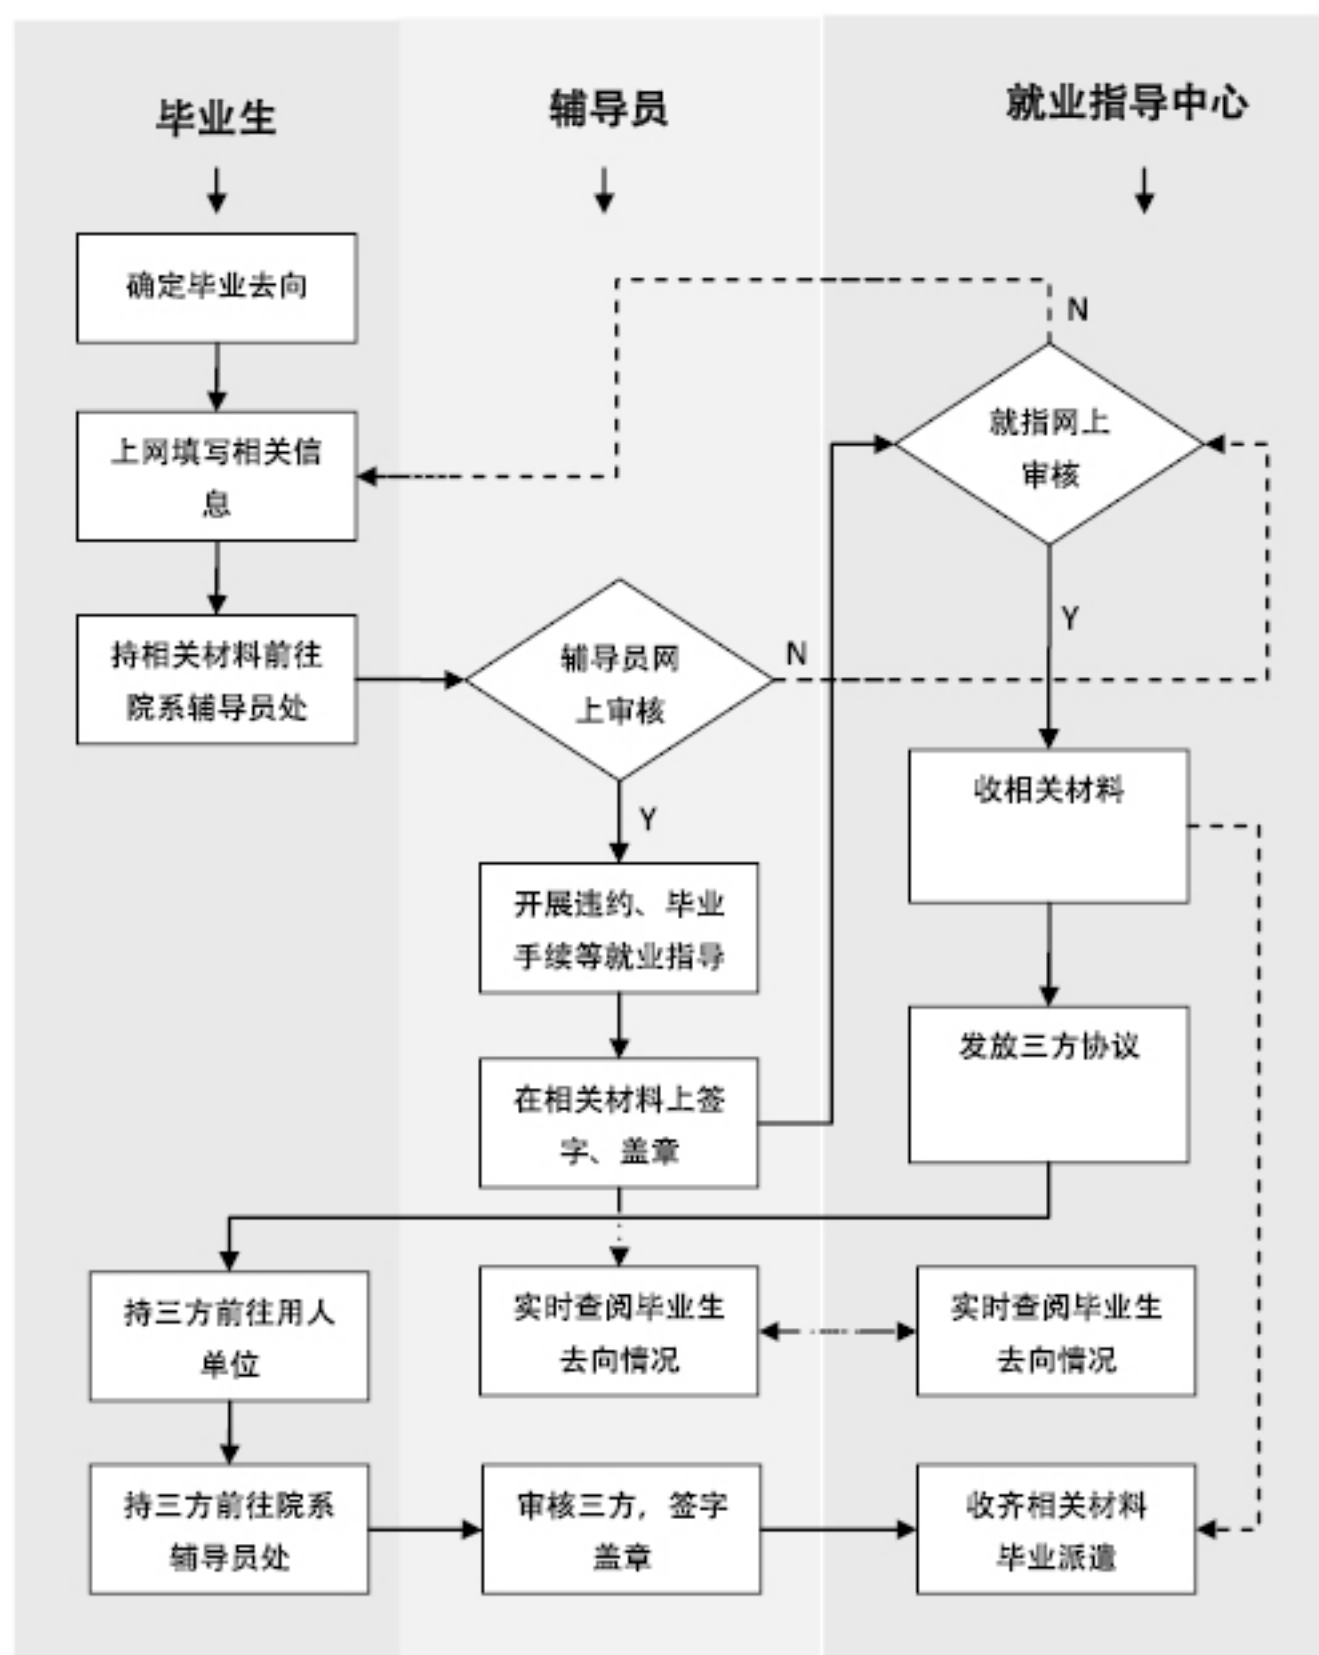 毕业生
辅导员
就业指导中心
确定毕业去向
N
上网填写相关信
息
就指网上
审核
持相关材料前往
院系辅导员处
辅导员网
上审核
N
Y
Y
收相关材料
开展违约、毕业
手续等就业指导
发放三方协议
在相关材料上签
字、盖章
持三方前往用人
单位
实时查阅毕业生
去向情况
实时查阅毕业生
去向情况
持三方前往院系
辅导员处
审核三方，签字
盖章
收齐相关材料
毕业派遣